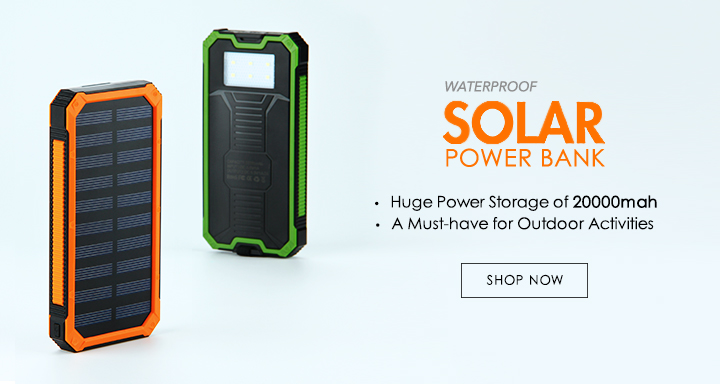 WATERPROOF
SOLAR
POWER BANK
• Huge Power Storage of 20000mah
• A Must-have for Outdoor Activities
SHOP NOW